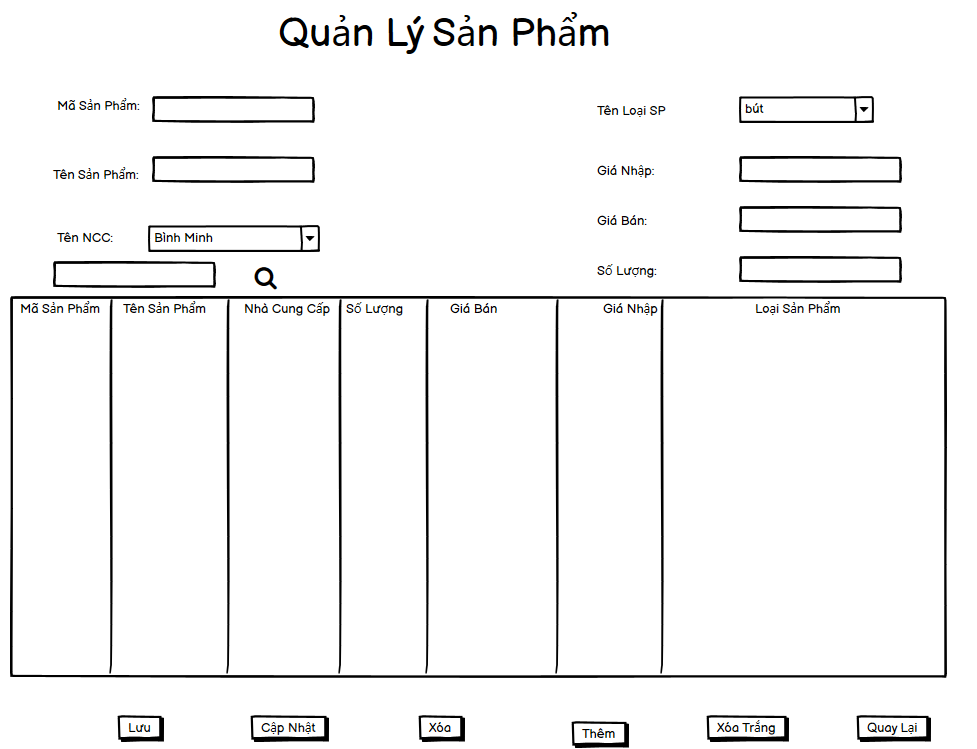 Quản Lý Sản Phẩm
Mã Sản Phẩm:
Tên Loại SP
bút
Tên Sản Phẩm:
Giá Nhập:
Giá Bán:
Tên NCC:
Bình Minh
Số Lượng:
Mã Sản Phẩm Tên Sản Phẩm Nhà Cung Cấp Số Lượng Giá Bán Giá Nhập Loại Sản Phẩm
Lưu Cập Nhật Xóa Thêm Xóa Trắng Quay Lại